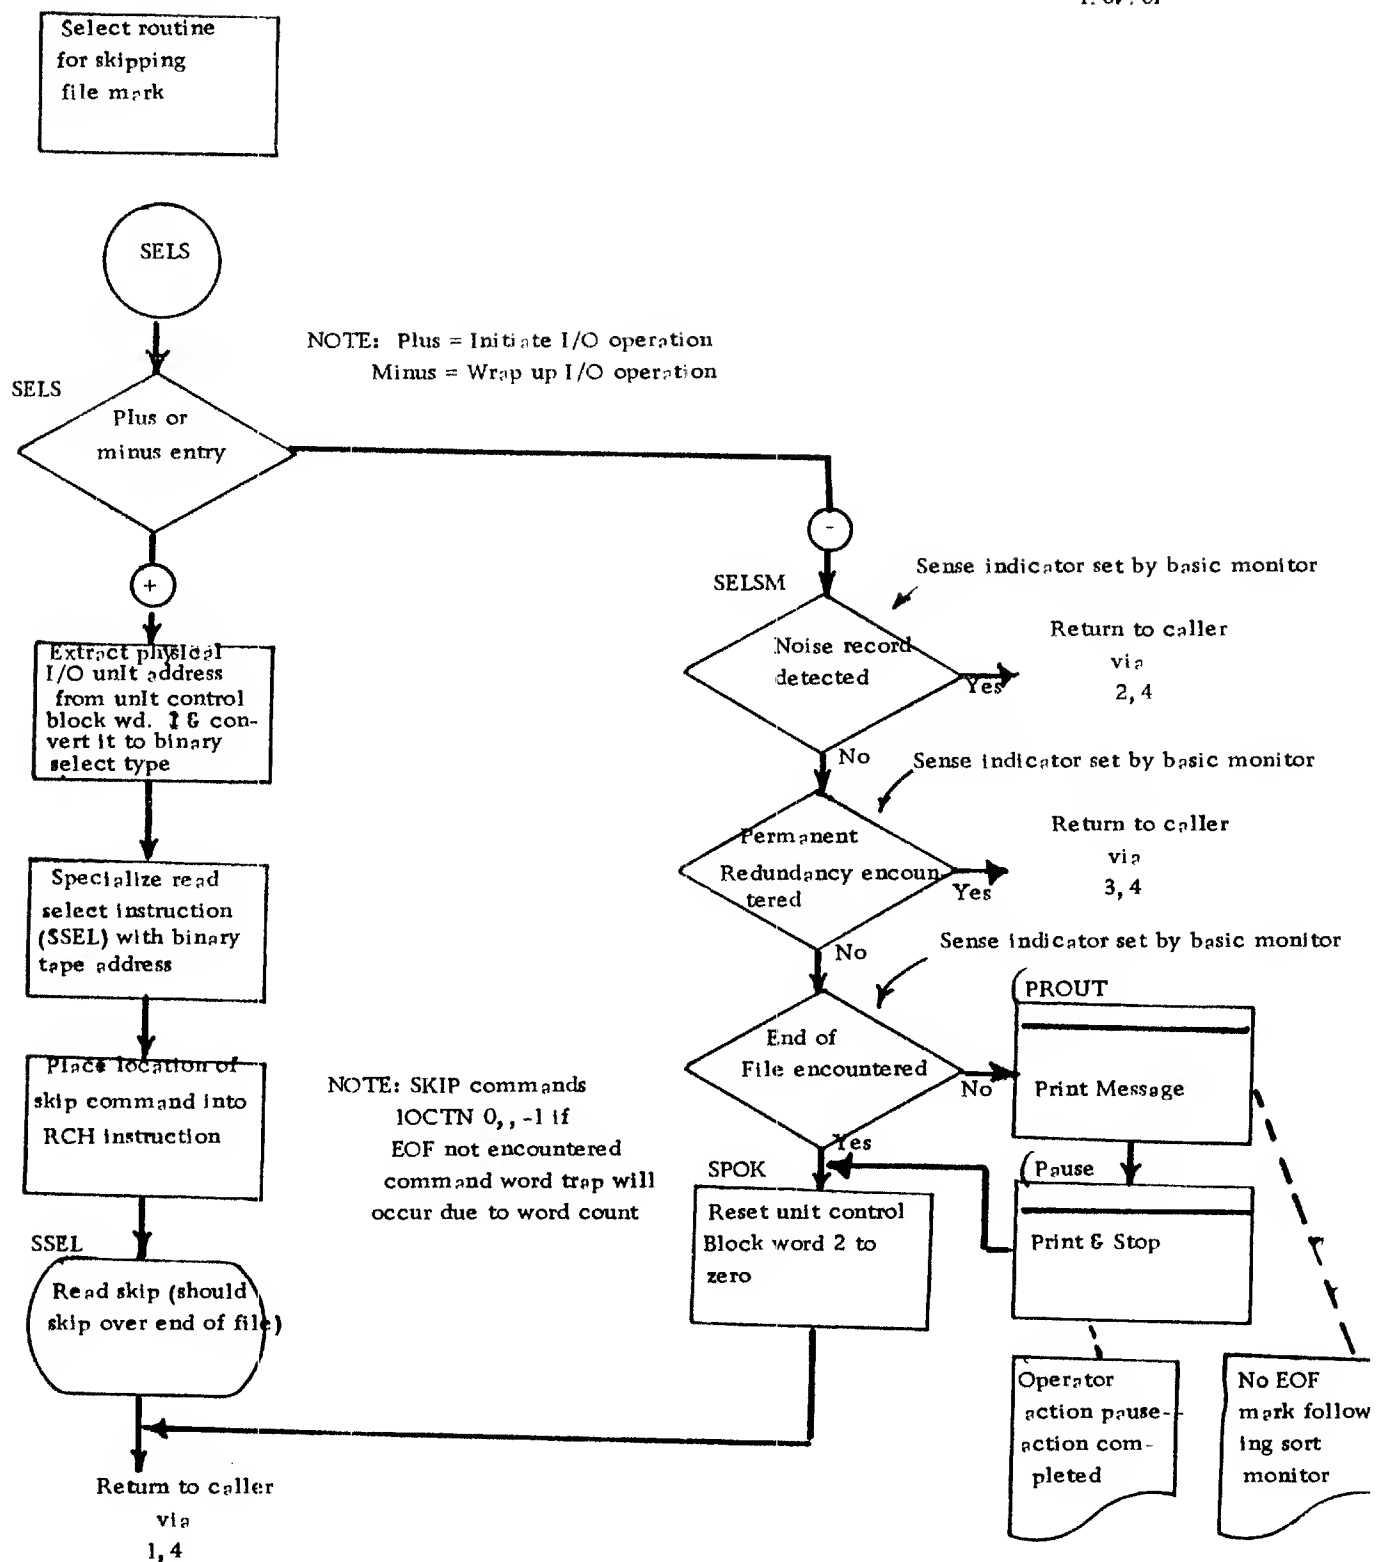 Select routine
for skipping
file mark
SELS
NOTE: Plus = Initiate I/O operation
Minus = Wrap up I/O operation
SELS
Plus or
minus entry
-
+
SELSM
Sense indicator set by basic monitor
Noise record
detected
Yes
Return to caller
via
2, 4
No
Extract physical
I/O unit address
from unit control
block wd. 1 & con-
vert it to binary
select type
Sense indicator set by basic monitor
Permanent
Redundancy encoun
tered
Yes
Return to caller
via
3, 4
No
Specialize read
select instruction
(SSEL) with binary
tape address
Sense indicator set by basic monitor
End of
File encountered
No
Yes
(PROUT
Print Message
Place location of
skip command into
RCH instruction
NOTE: SKIP commands
IOCTN 0, , -1 if
EOF not encountered
command word trap will
occur due to word count
SPOK
Reset unit control
Block word 2 to
zero
(Pause
Print & Stop
SSEL
Read skip (should
skip over end of file)
Operator
action pause--
action com-
pleted
No EOF
mark follow
ing sort
monitor
Return to caller
via
1, 4